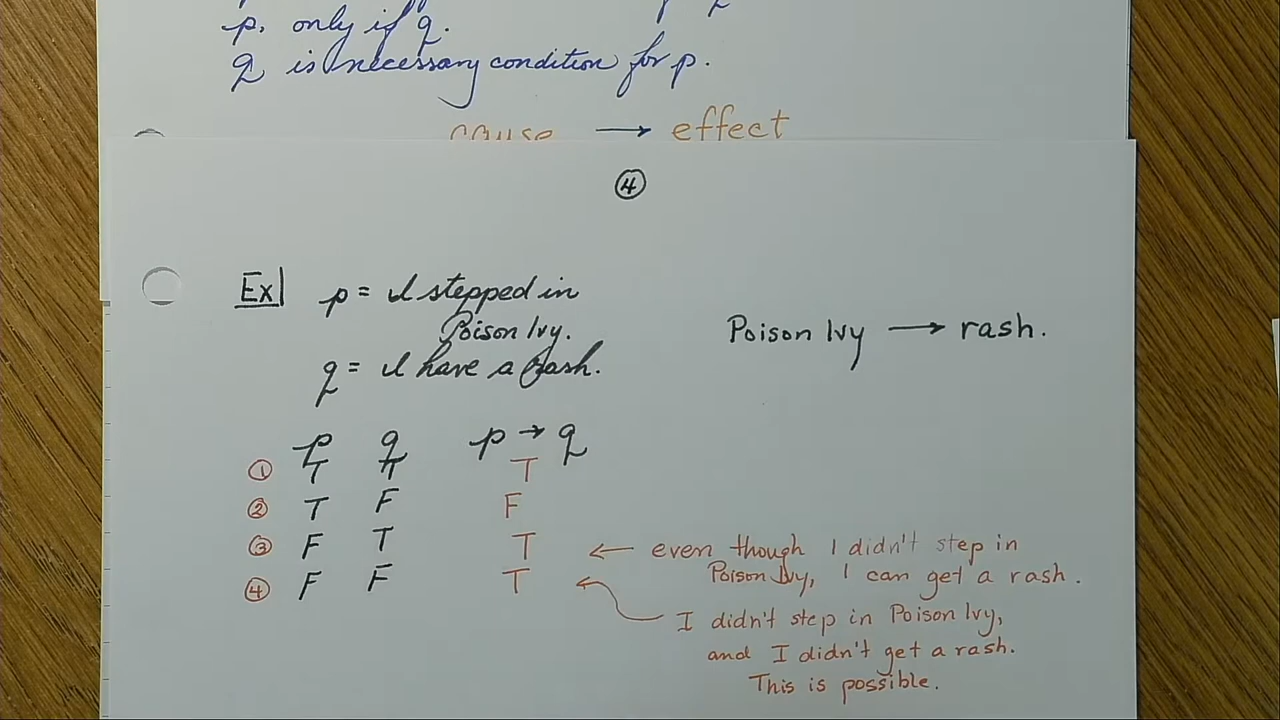 p, only if q.
q is necessary condition for p.
cause → effect
④
Ex p = I stepped in
Poison Ivy.
Poison Ivy → rash.
q = I have a rash.
p q p → q
① T T T
② T F F
③ F T T ← even though I didn't step in
Poison Ivy, I can get a rash.
④ F F T ← I didn't step in Poison Ivy,
and I didn't get a rash.
This is possible.